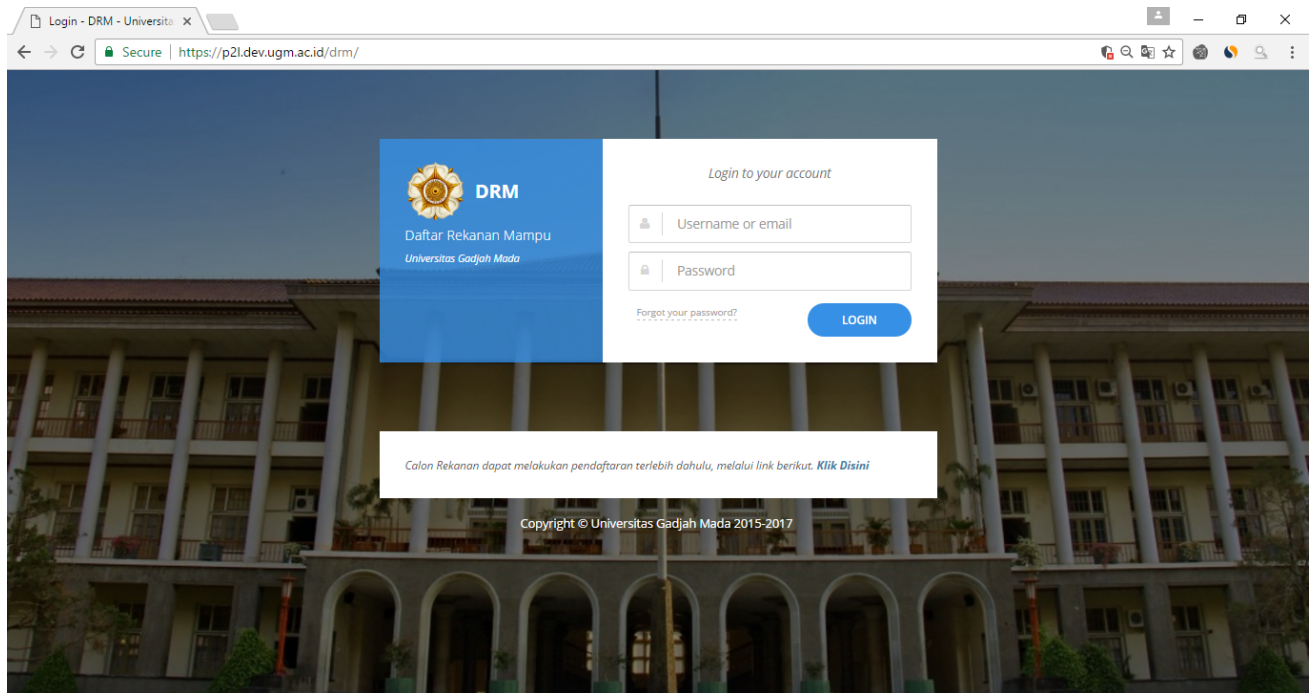 Login - DRM - Universita
Secure | https://p2l.dev.ugm.ac.id/drm/
DRM
Daftar Rekanan Mampu
Universitas Gadjah Mada
Login to your account
Username or email
Password
Forgot your password?
LOGIN
Calon Rekanan dapat melakukan pendaftaran terlebih dahulu, melalui link berikut. Klik Disini
Copyright © Universitas Gadjah Mada 2015-2017